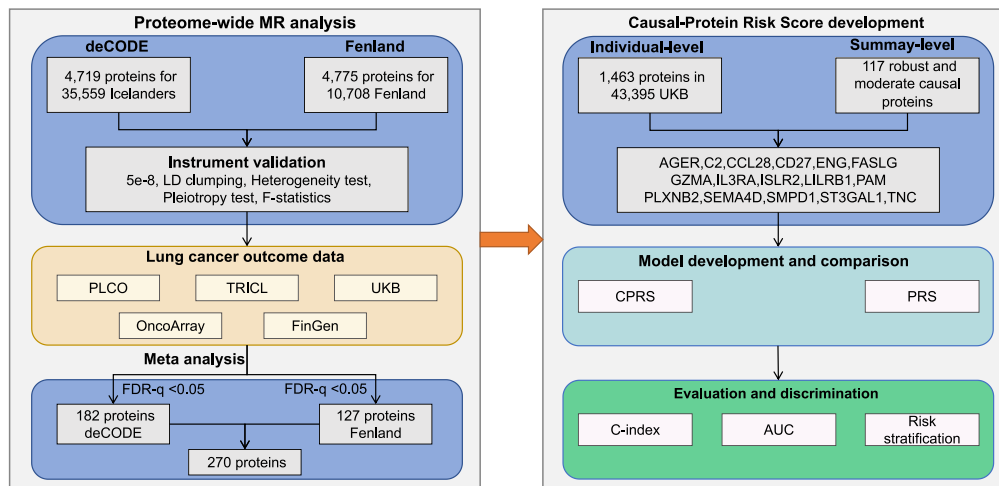 Proteome-wide MR analysis
deCODE
Fenland
4,719 proteins for
35,559 Icelanders
4,775 proteins for
10,708 Fenland
Instrument validation
5e-8, LD clumping, Heterogeneity test,
Pleiotropy test, F-statistics
Lung cancer outcome data
PLCO
TRICL
UKB
OncoArray
FinGen
Meta analysis
FDR-q <0.05
FDR-q <0.05
182 proteins
deCODE
127 proteins
Fenland
270 proteins
Causal-Protein Risk Score development
Individual-level
Summay-level
1,463 proteins in
43,395 UKB
117 robust and
moderate causal
proteins
AGER,C2,CCL28,CD27,ENG,FASLG
GZMA,IL3RA,ISLR2,LILRB1,PAM
PLXNB2,SEMA4D,SMPD1,ST3GAL1,TNC
Model development and comparison
CPRS
PRS
Evaluation and discrimination
C-index
AUC
Risk
stratification